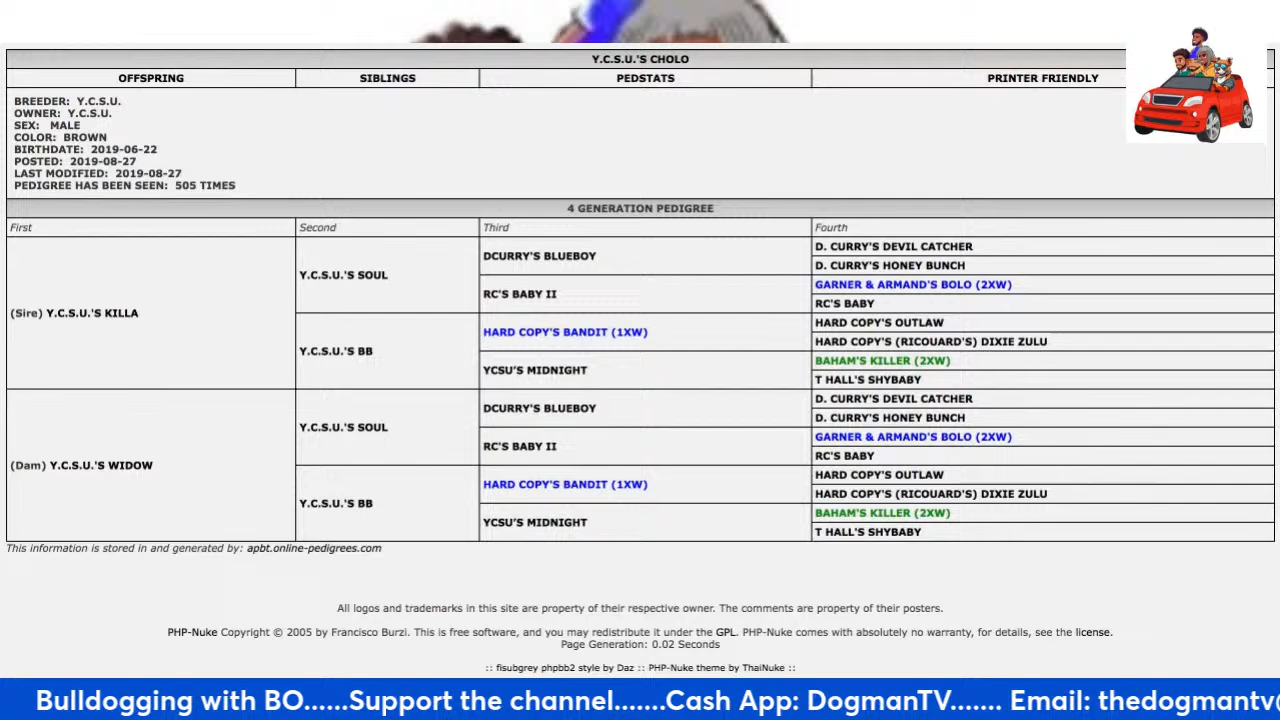 Y.C.S.U.'S CHOLO
OFFSPRING SIBLINGS PEDSTATS PRINTER FRIENDLY
BREEDER: Y.C.S.U.
OWNER: Y.C.S.U.
SEX: MALE
COLOR: BROWN
BIRTHDATE: 2019-06-22
POSTED: 2019-08-27
LAST MODIFIED: 2019-08-27
PEDIGREE HAS BEEN SEEN: 505 TIMES
4 GENERATION PEDIGREE
First Second Third Fourth
(Sire) Y.C.S.U.'S KILLA
Y.C.S.U.'S SOUL
DCURRY'S BLUEBOY
D. CURRY'S DEVIL CATCHER
D. CURRY'S HONEY BUNCH
RC'S BABY II
GARNER & ARMAND'S BOLO (2XW)
RC'S BABY
Y.C.S.U.'S BB
HARD COPY'S BANDIT (1XW)
HARD COPY'S OUTLAW
HARD COPY'S (RICOUARD'S) DIXIE ZULU
YCSU'S MIDNIGHT
BAHAM'S KILLER (2XW)
T HALL'S SHYBABY
(Dam) Y.C.S.U.'S WIDOW
Y.C.S.U.'S SOUL
DCURRY'S BLUEBOY
D. CURRY'S DEVIL CATCHER
D. CURRY'S HONEY BUNCH
RC'S BABY II
GARNER & ARMAND'S BOLO (2XW)
RC'S BABY
Y.C.S.U.'S BB
HARD COPY'S BANDIT (1XW)
HARD COPY'S OUTLAW
HARD COPY'S (RICOUARD'S) DIXIE ZULU
YCSU'S MIDNIGHT
BAHAM'S KILLER (2XW)
T HALL'S SHYBABY
This information is stored in and generated by: apbt.online-pedigrees.com
All logos and trademarks in this site are property of their respective owner. The comments are property of their posters.
PHP-Nuke Copyright © 2005 by Francisco Burzi. This is free software, and you may redistribute it under the GPL. PHP-Nuke comes with absolutely no warranty, for details, see the license.
Page Generation: 0.02 Seconds
:: fisubgrey phpbb2 style by Daz :: PHP-Nuke theme by ThaiNuke ::
Bulldogging with BO......Support the channel.......Cash App: DogmanTV....... Email: thedogmantv